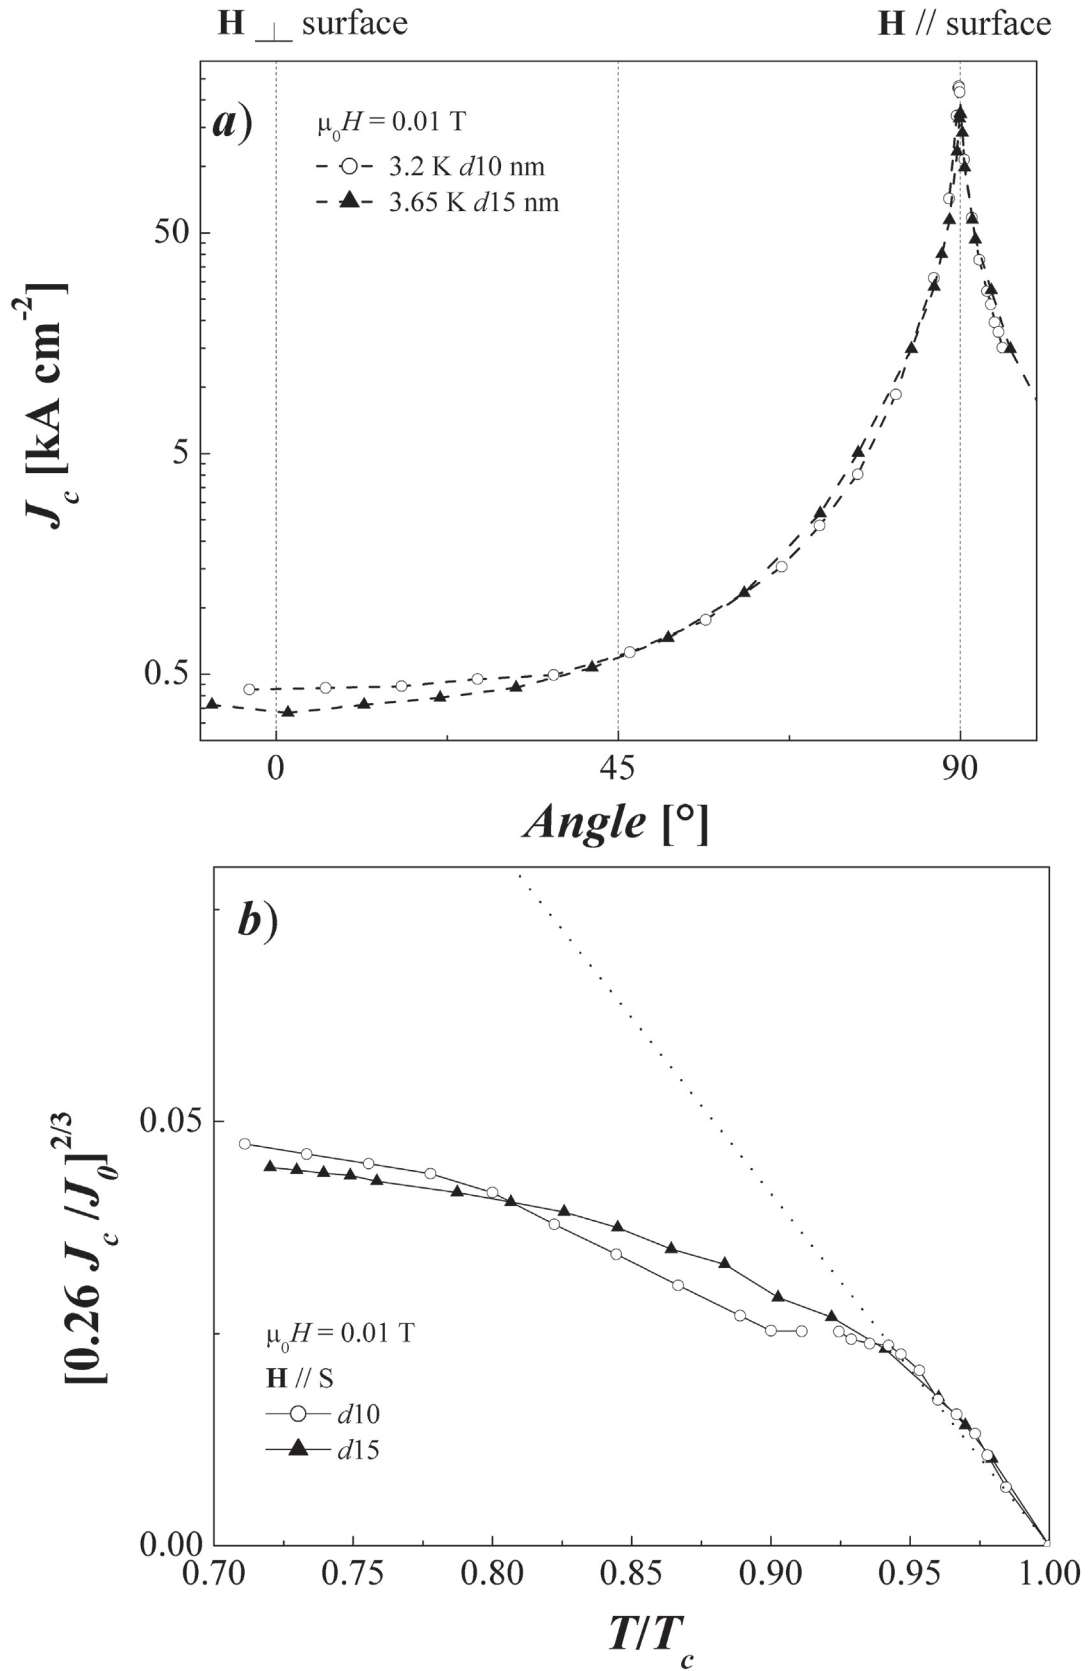 H ⊥ surface H // surface
a)
μ0H = 0.01 T
3.2 K d10 nm
3.65 K d15 nm
50
5
0.5
Jc [kA cm-2]
0 45 90
Angle [°]
b)
0.05
[0.26 Jc/J0]2/3
μ0H = 0.01 T
H // S
d10
d15
0.00
0.70 0.75 0.80 0.85 0.90 0.95 1.00
T/Tc